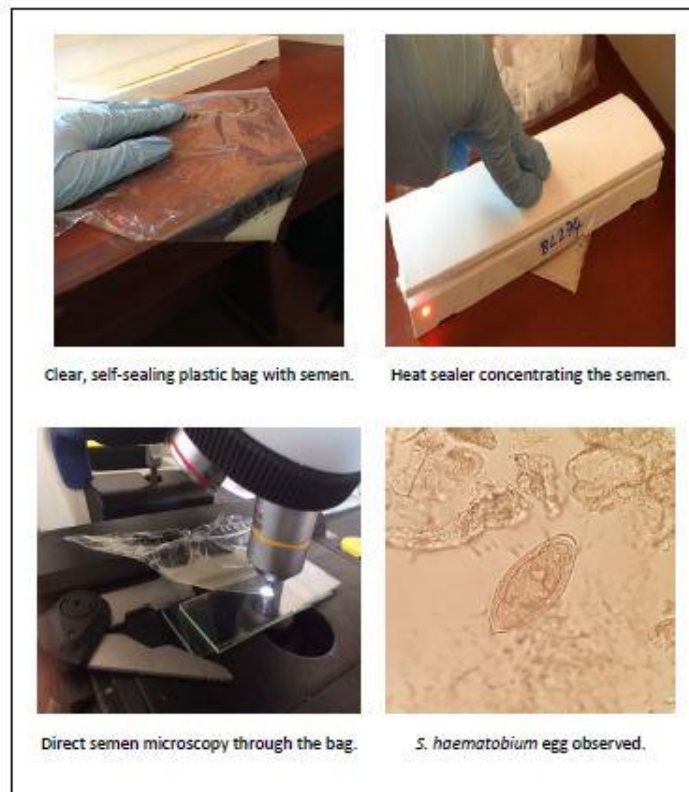 BL274
Clear, self-sealing plastic bag with semen.
Heat sealer concentrating the semen.
Direct semen microscopy through the bag.
S. haematobium egg observed.